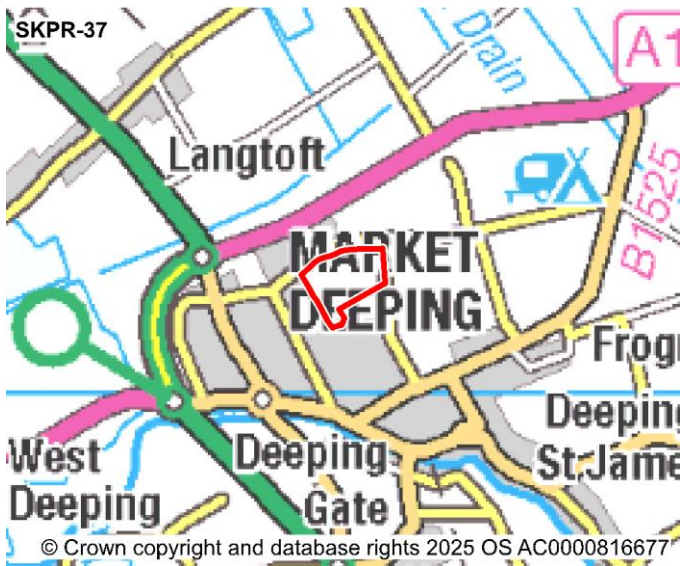 SKPR-37
A1
Drain
Langtoft
B1525
MARKET
DEEPING
Frog
Deeping
St James
West
Deeping
Deeping
Gate
© Crown copyright and database rights 2025 OS AC0000816677